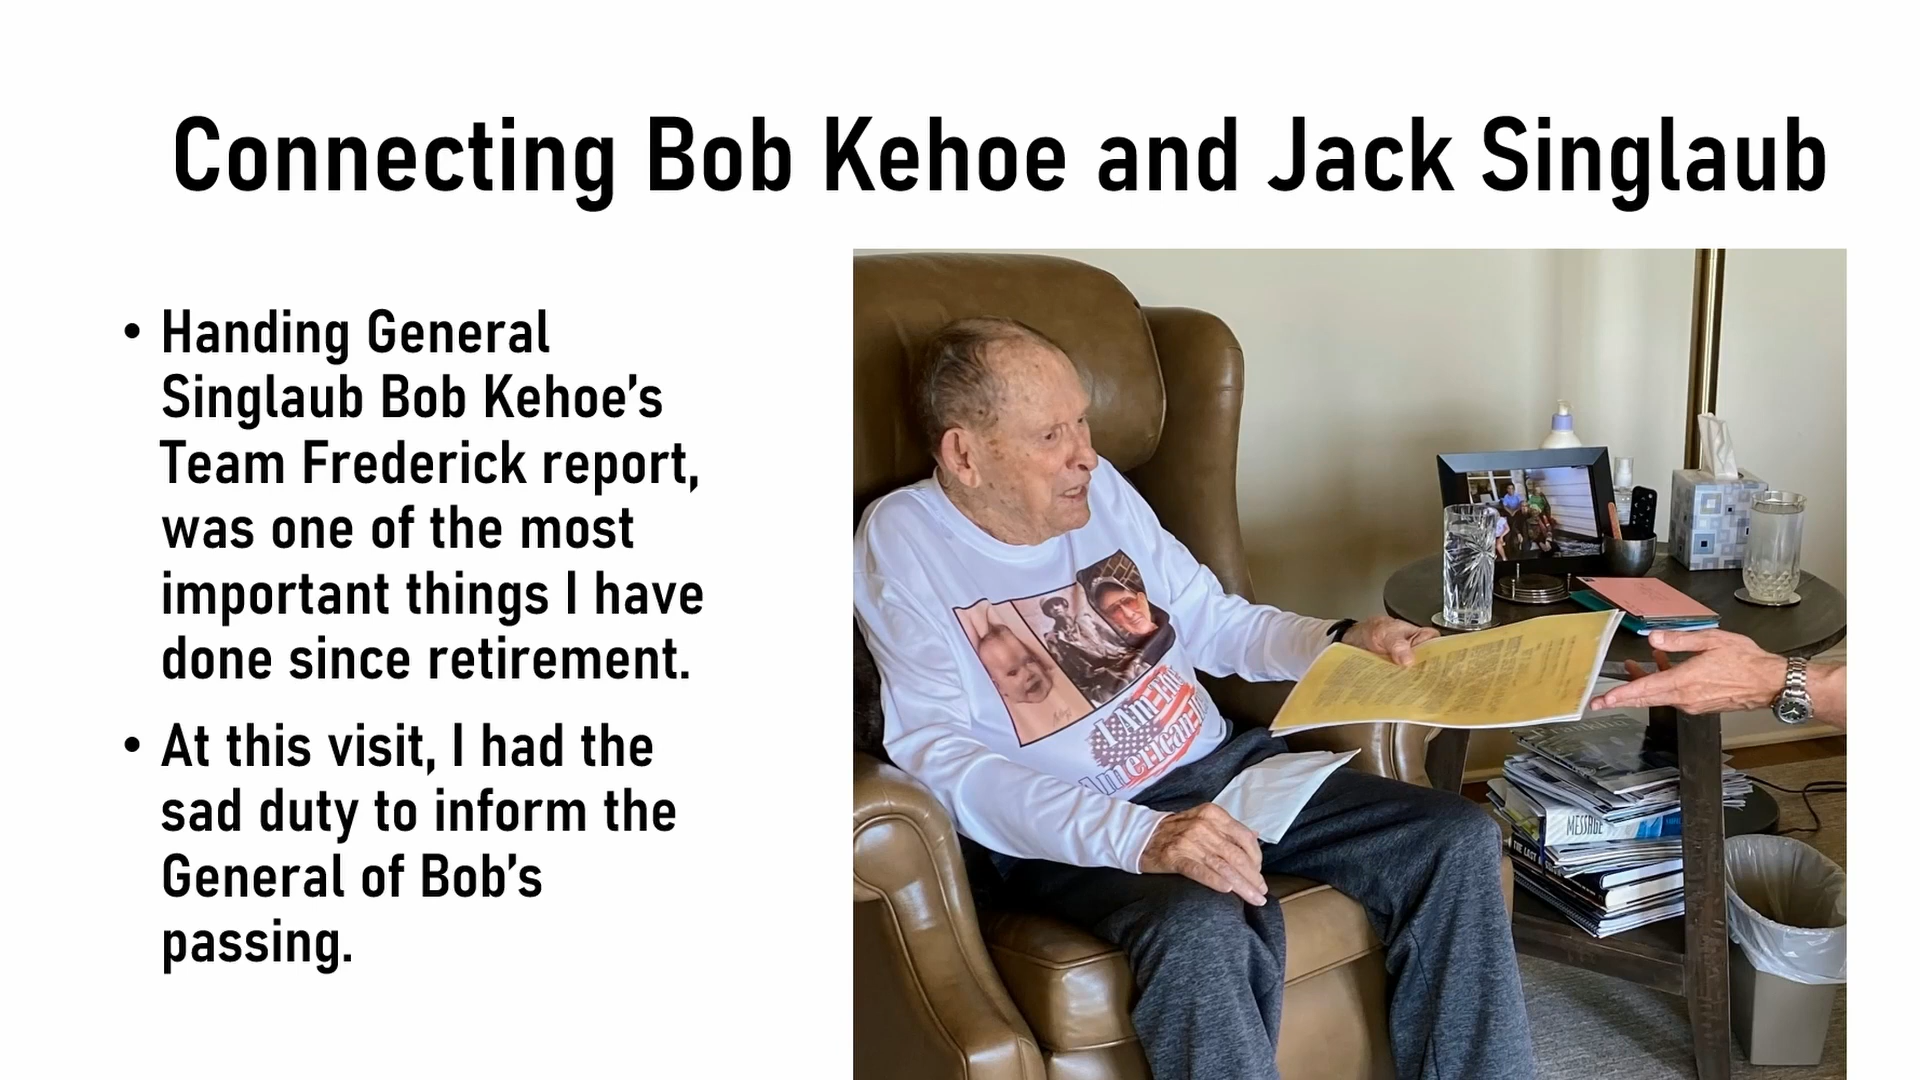 Connecting Bob Kehoe and Jack Singlaub
• Handing General
Singlaub Bob Kehoe’s
Team Frederick report,
was one of the most
important things I have
done since retirement.
• At this visit, I had the
sad duty to inform the
General of Bob’s
passing.
I Am
American
MESSAGE
THE LAST